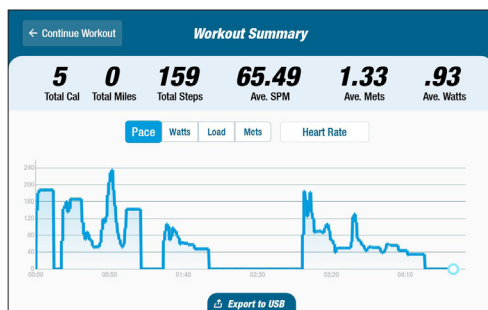 ← Continue Workout
Workout Summary
5 0 159 65.49 1.33 .93
Total Cal Total Miles Total Steps Ave. SPM Ave. Mets Ave. Watts
Pace Watts Load Mets Heart Rate
240
200
160
120
80
40
0
00:00 00:50 01:40 02:30 03:20 04:10
Export to USB